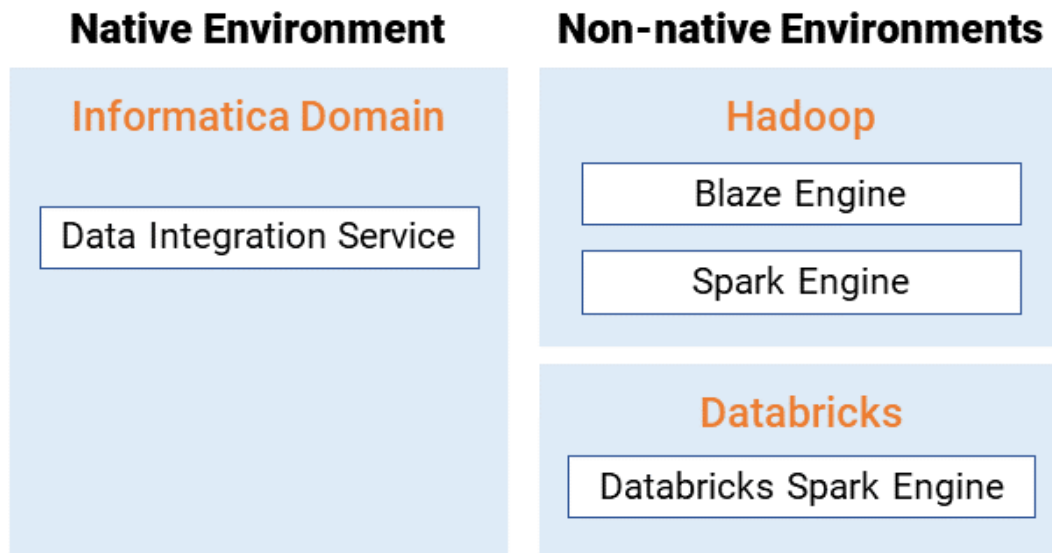 Native Environment
Informatica Domain
Data Integration Service
Non-native Environments
Hadoop
Blaze Engine
Spark Engine
Databricks
Databricks Spark Engine